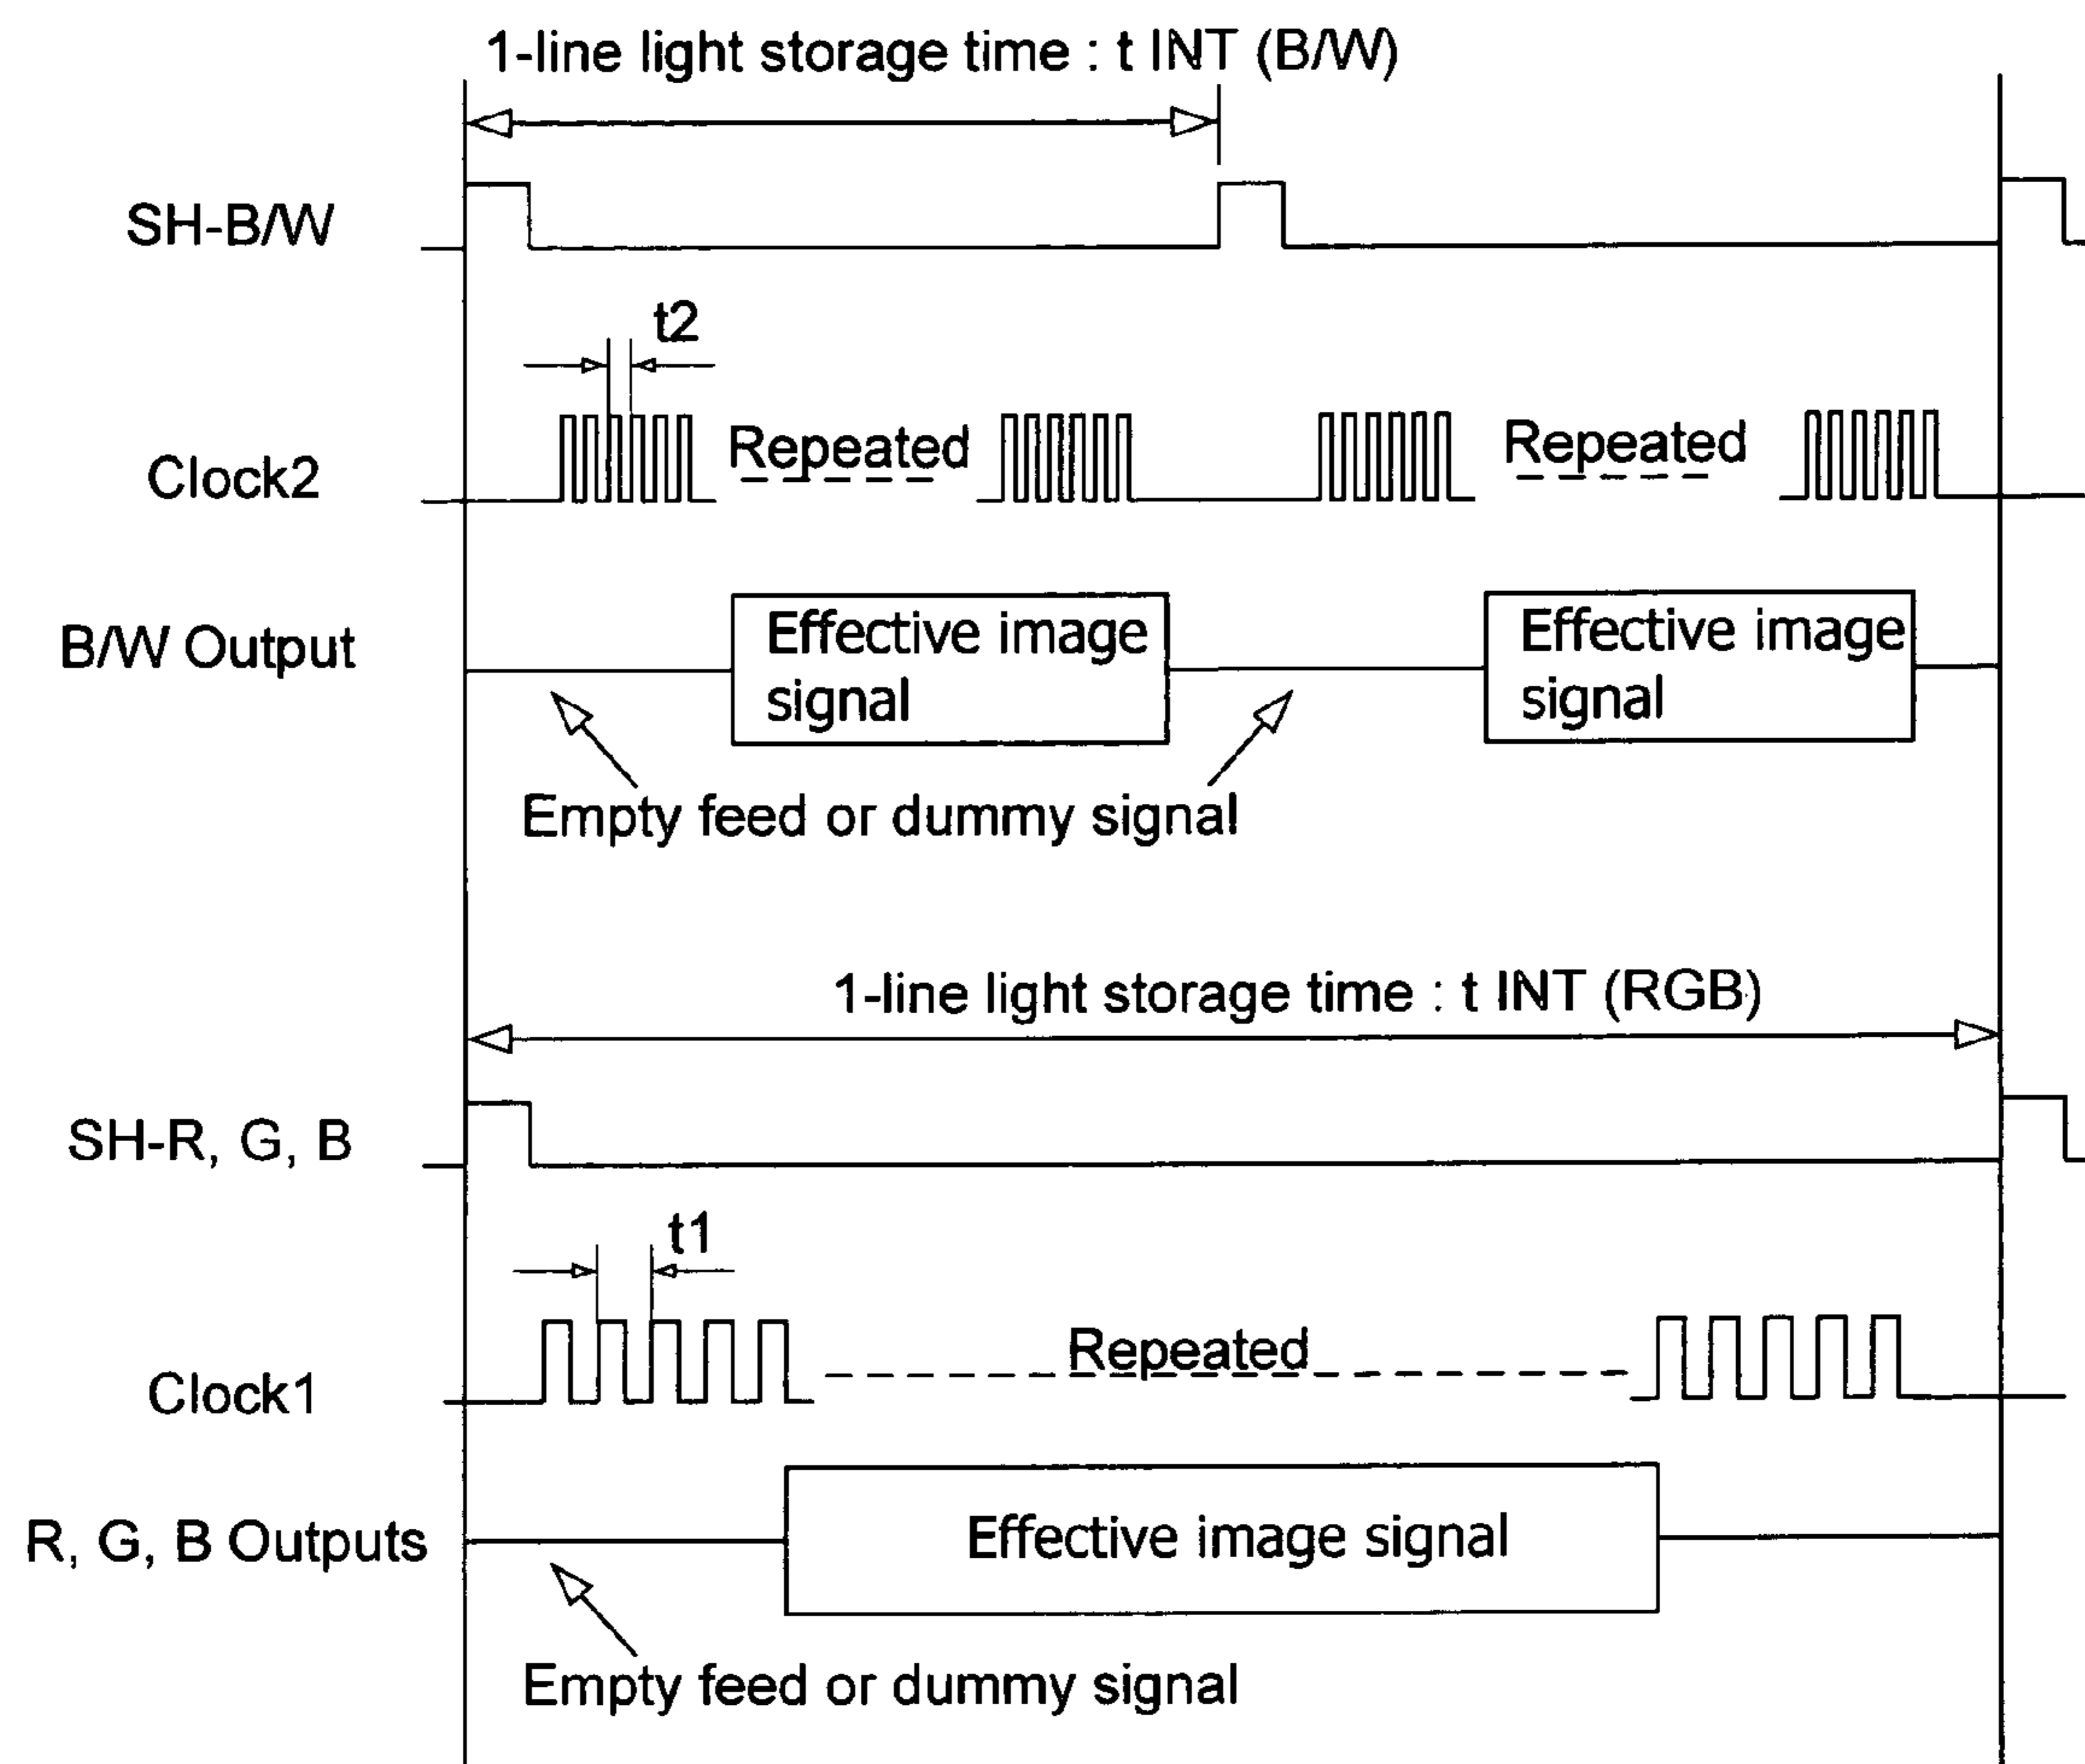 1-line light storage time : t INT (B/W)
SH-B/W
t2
Clock2
Repeated
Repeated
B/W Output
Effective image
signal
Effective image
signal
Empty feed or dummy signal
1-line light storage time : t INT (RGB)
SH-R, G, B
t1
Clock1
Repeated
R, G, B Outputs
Effective image signal
Empty feed or dummy signal